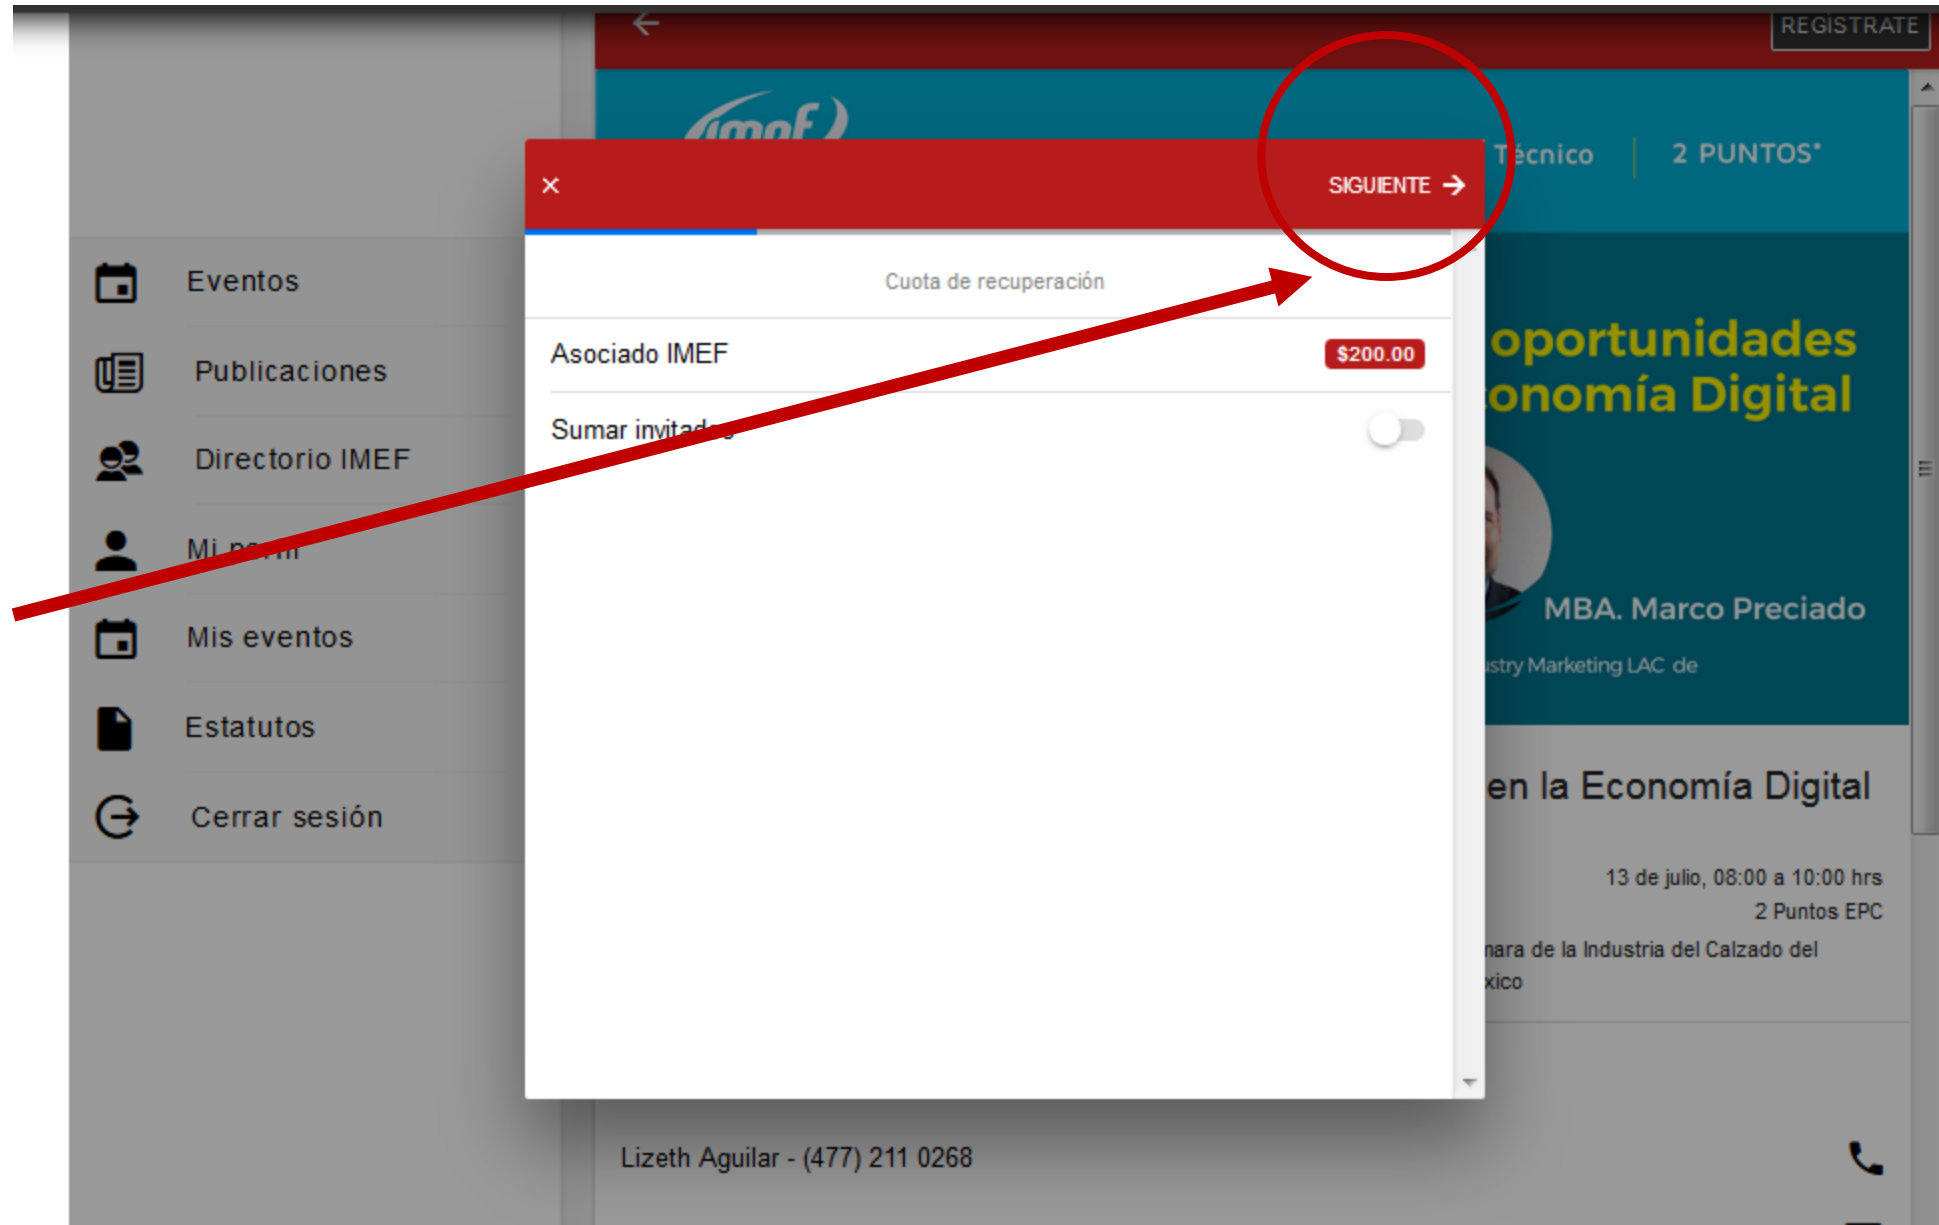 REGÍSTRATE
imef
Técnico
2 PUNTOS*
SIGUIENTE
Cuota de recuperación
Asociado IMEF
$200.00
Sumar invitados
Eventos
Publicaciones
Directorio IMEF
Mi perfil
Mis eventos
Estatutos
Cerrar sesión
oportunidades
onomía Digital
MBA. Marco Preciado
stry Marketing LAC de
en la Economía Digital
13 de julio, 08:00 a 10:00 hrs
2 Puntos EPC
mara de la Industria del Calzado del
xico
Lizeth Aguilar - (477) 211 0268